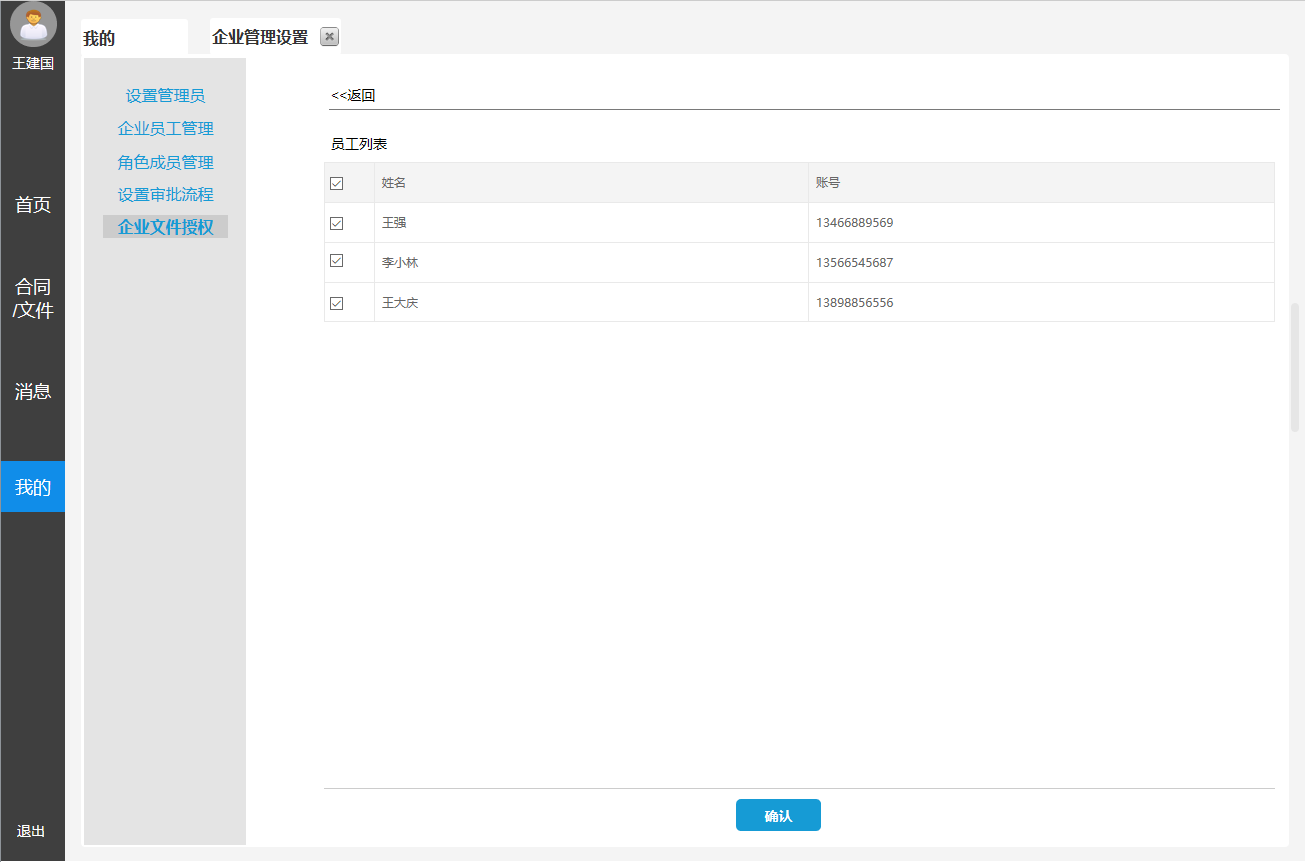 王建国
首页
合同
/文件
消息
我的
退出
我的
企业管理设置
设置管理员
企业员工管理
角色成员管理
设置审批流程
企业文件授权
<<返回
员工列表
姓名 账号
王强 13466889569
李小林 13566545687
王大庆 13898856556
确认